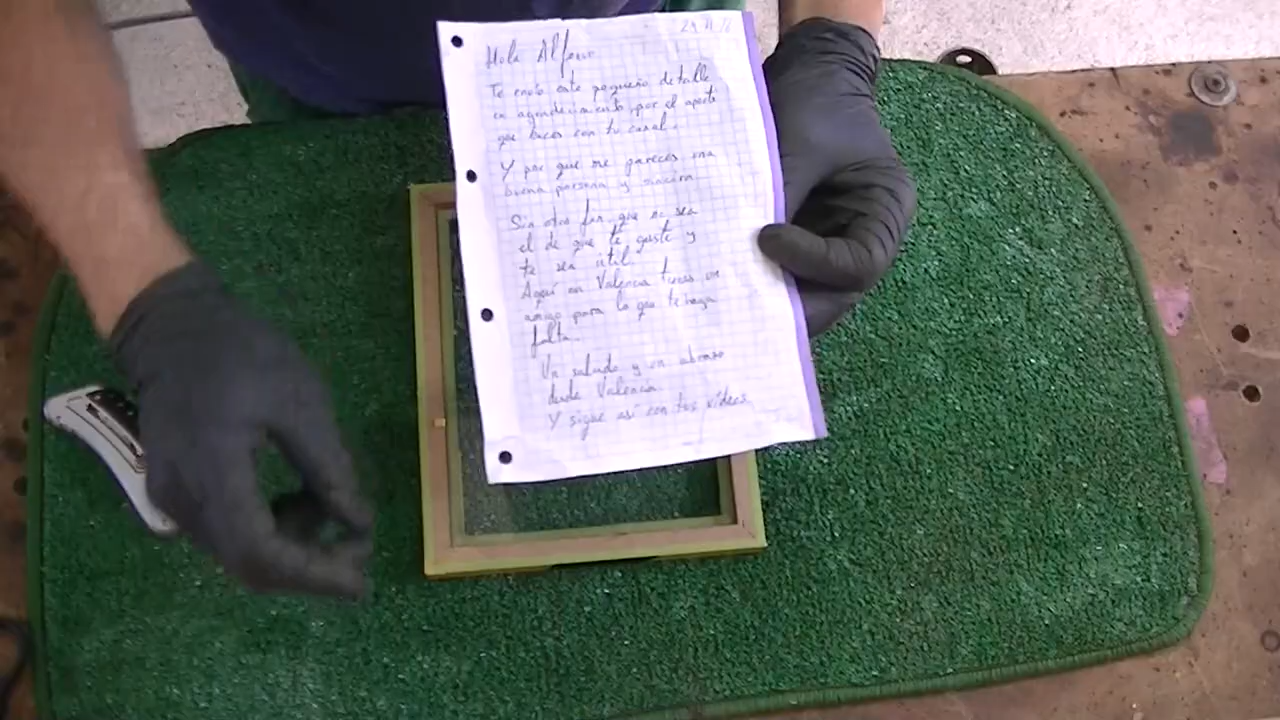 Hola Alfonso
Te envío este pequeño detalle
en agradecimiento, por el aporte
que haces con tu canal.
Y por que me pareces una
buena persona y sincera.
Sin otro fin que no sea
el de que te guste y
te sea útil.
Aquí en Valencia tienes un
amigo para lo que te haga
falta.
Un saludo y un abrazo
desde Valencia.
Y sigue así con tus vídeos